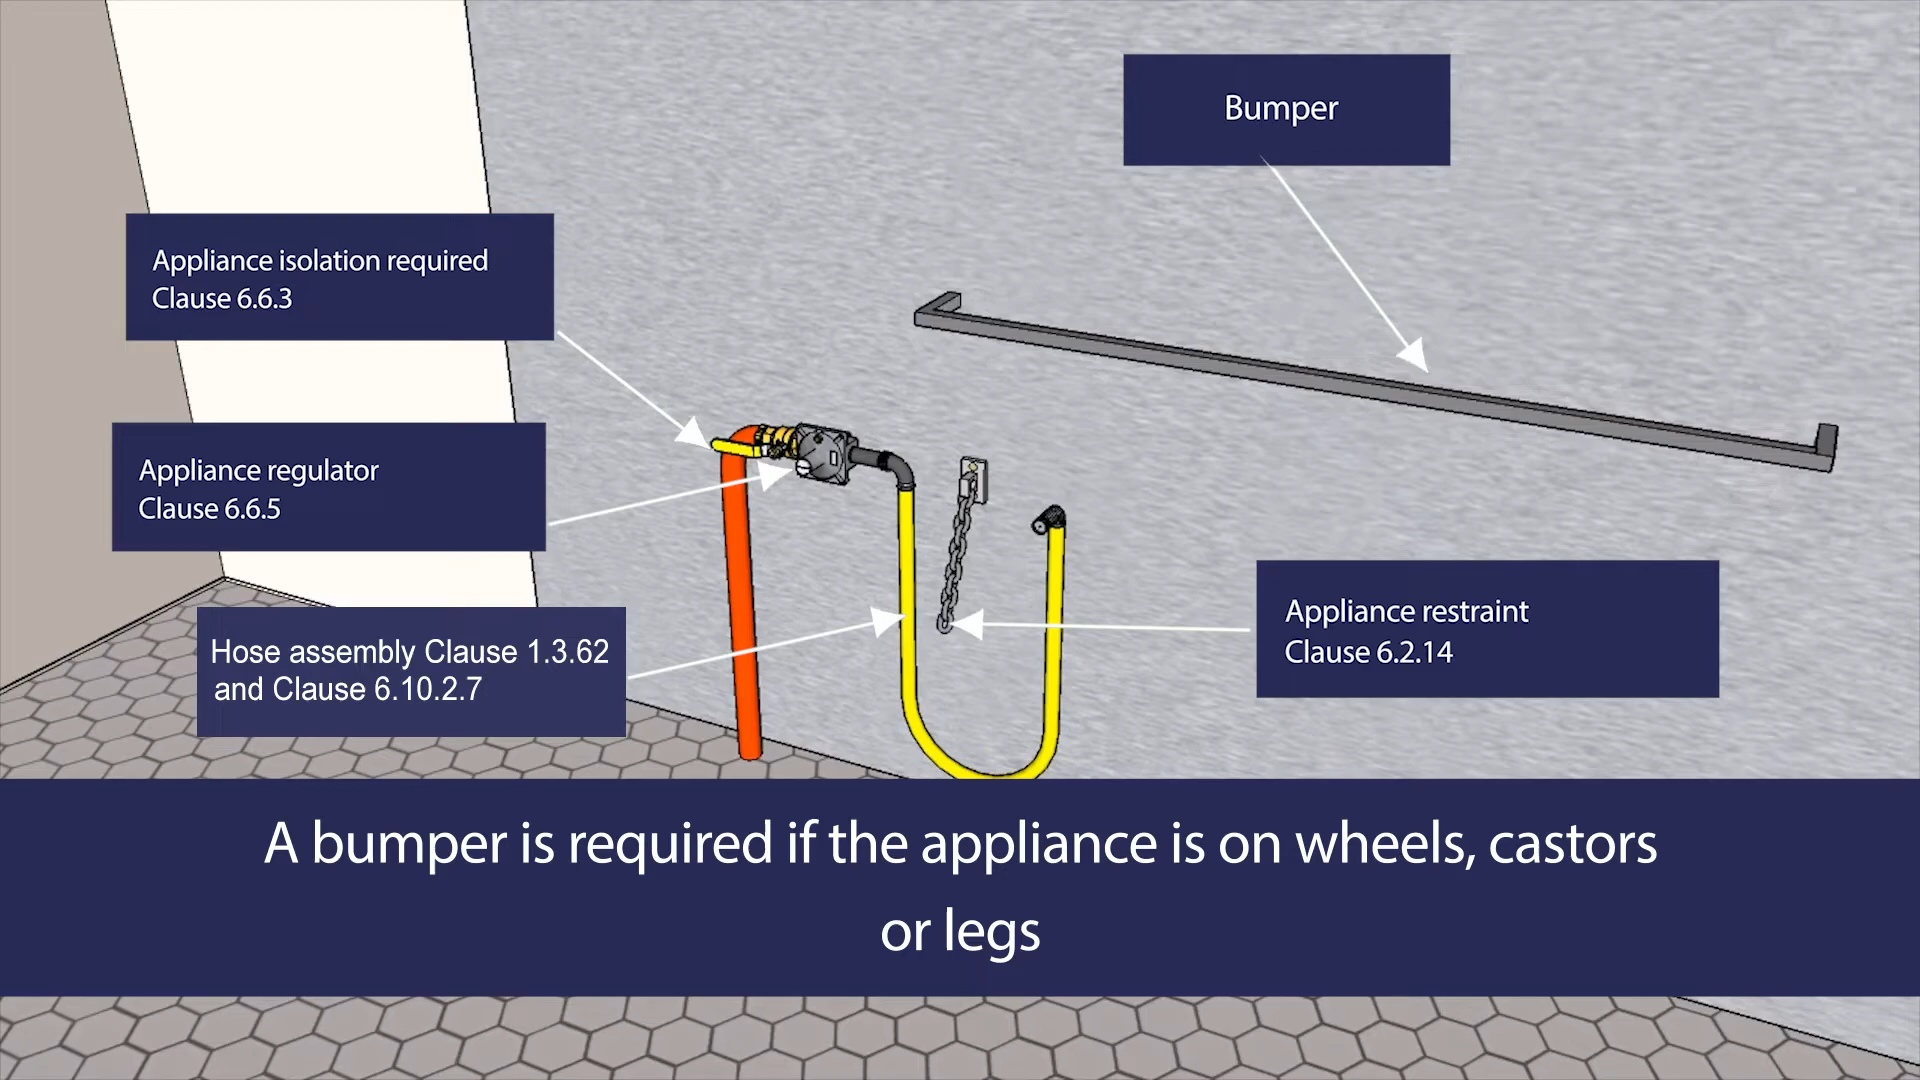 Bumper
Appliance isolation required
Clause 6.6.3
Appliance regulator
Clause 6.6.5
Hose assembly Clause 1.3.62
and Clause 6.10.2.7
Appliance restraint
Clause 6.2.14
A bumper is required if the appliance is on wheels, castors
or legs